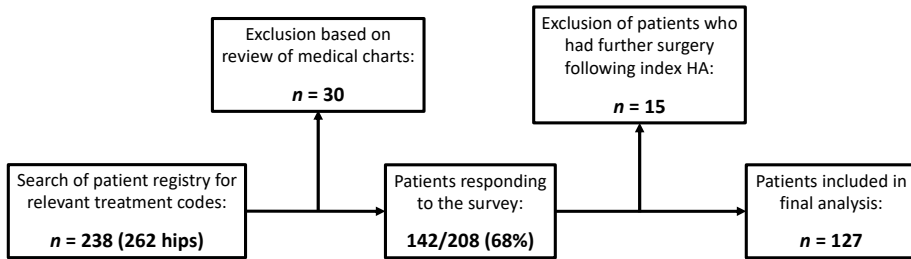 Exclusion based on
review of medical charts:
n = 30
Exclusion of patients who
had further surgery
following index HA:
n = 15
Search of patient registry for
relevant treatment codes:
n = 238 (262 hips)
Patients responding
to the survey:
142/208 (68%)
Patients included in
final analysis:
n = 127